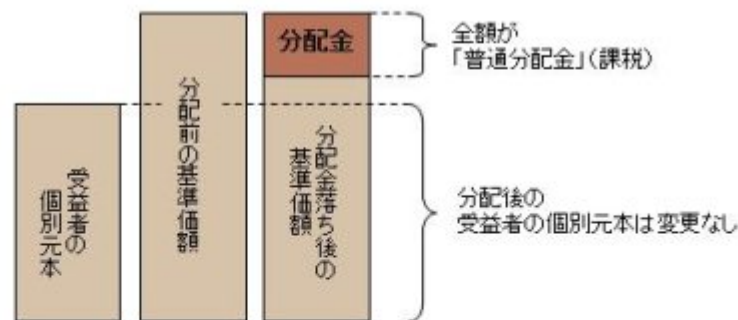 分配金
全額が
「普通分配金」(課税)
受益者の
個別元本
分配前の基準価額
分配金落ち後の
基準価額
分配後の
受益者の個別元本は変更なし